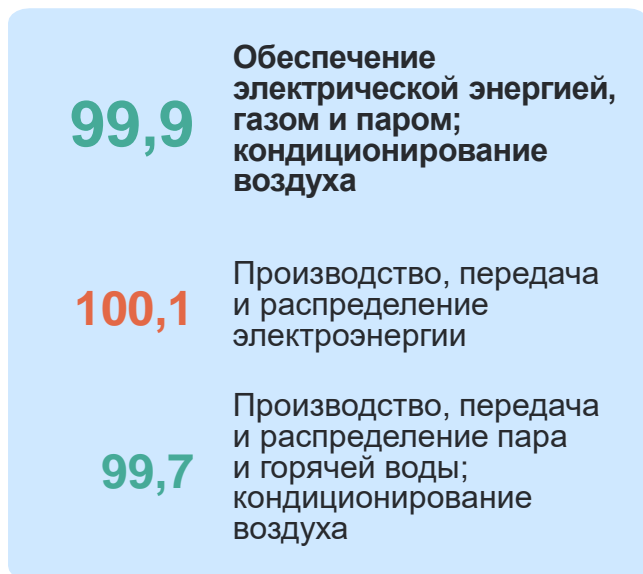 99,9
Обеспечение
электрической энергией,
газом и паром;
кондиционирование
воздуха
100,1
Производство, передача
и распределение
электроэнергии
99,7
Производство, передача
и распределение пара
и горячей воды;
кондиционирование
воздуха